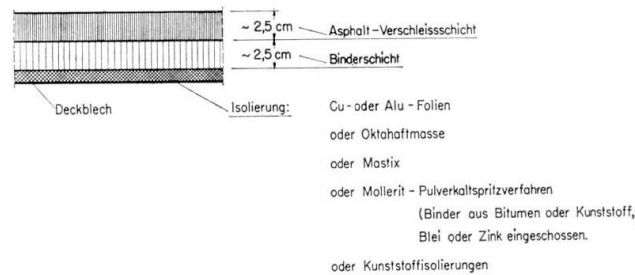 ~ 2,5 cm Asphalt-Verschleissschicht
~ 2,5 cm Binderschicht
Deckblech Isolierung: Cu- oder Alu - Folien
oder Oktahaftmasse
oder Mastix
oder Mollerit - Pulverkaltspritzverfahren
(Binder aus Bitumen oder Kunststoff,
Blei oder Zink eingeschossen.
oder Kunststoffisolierungen